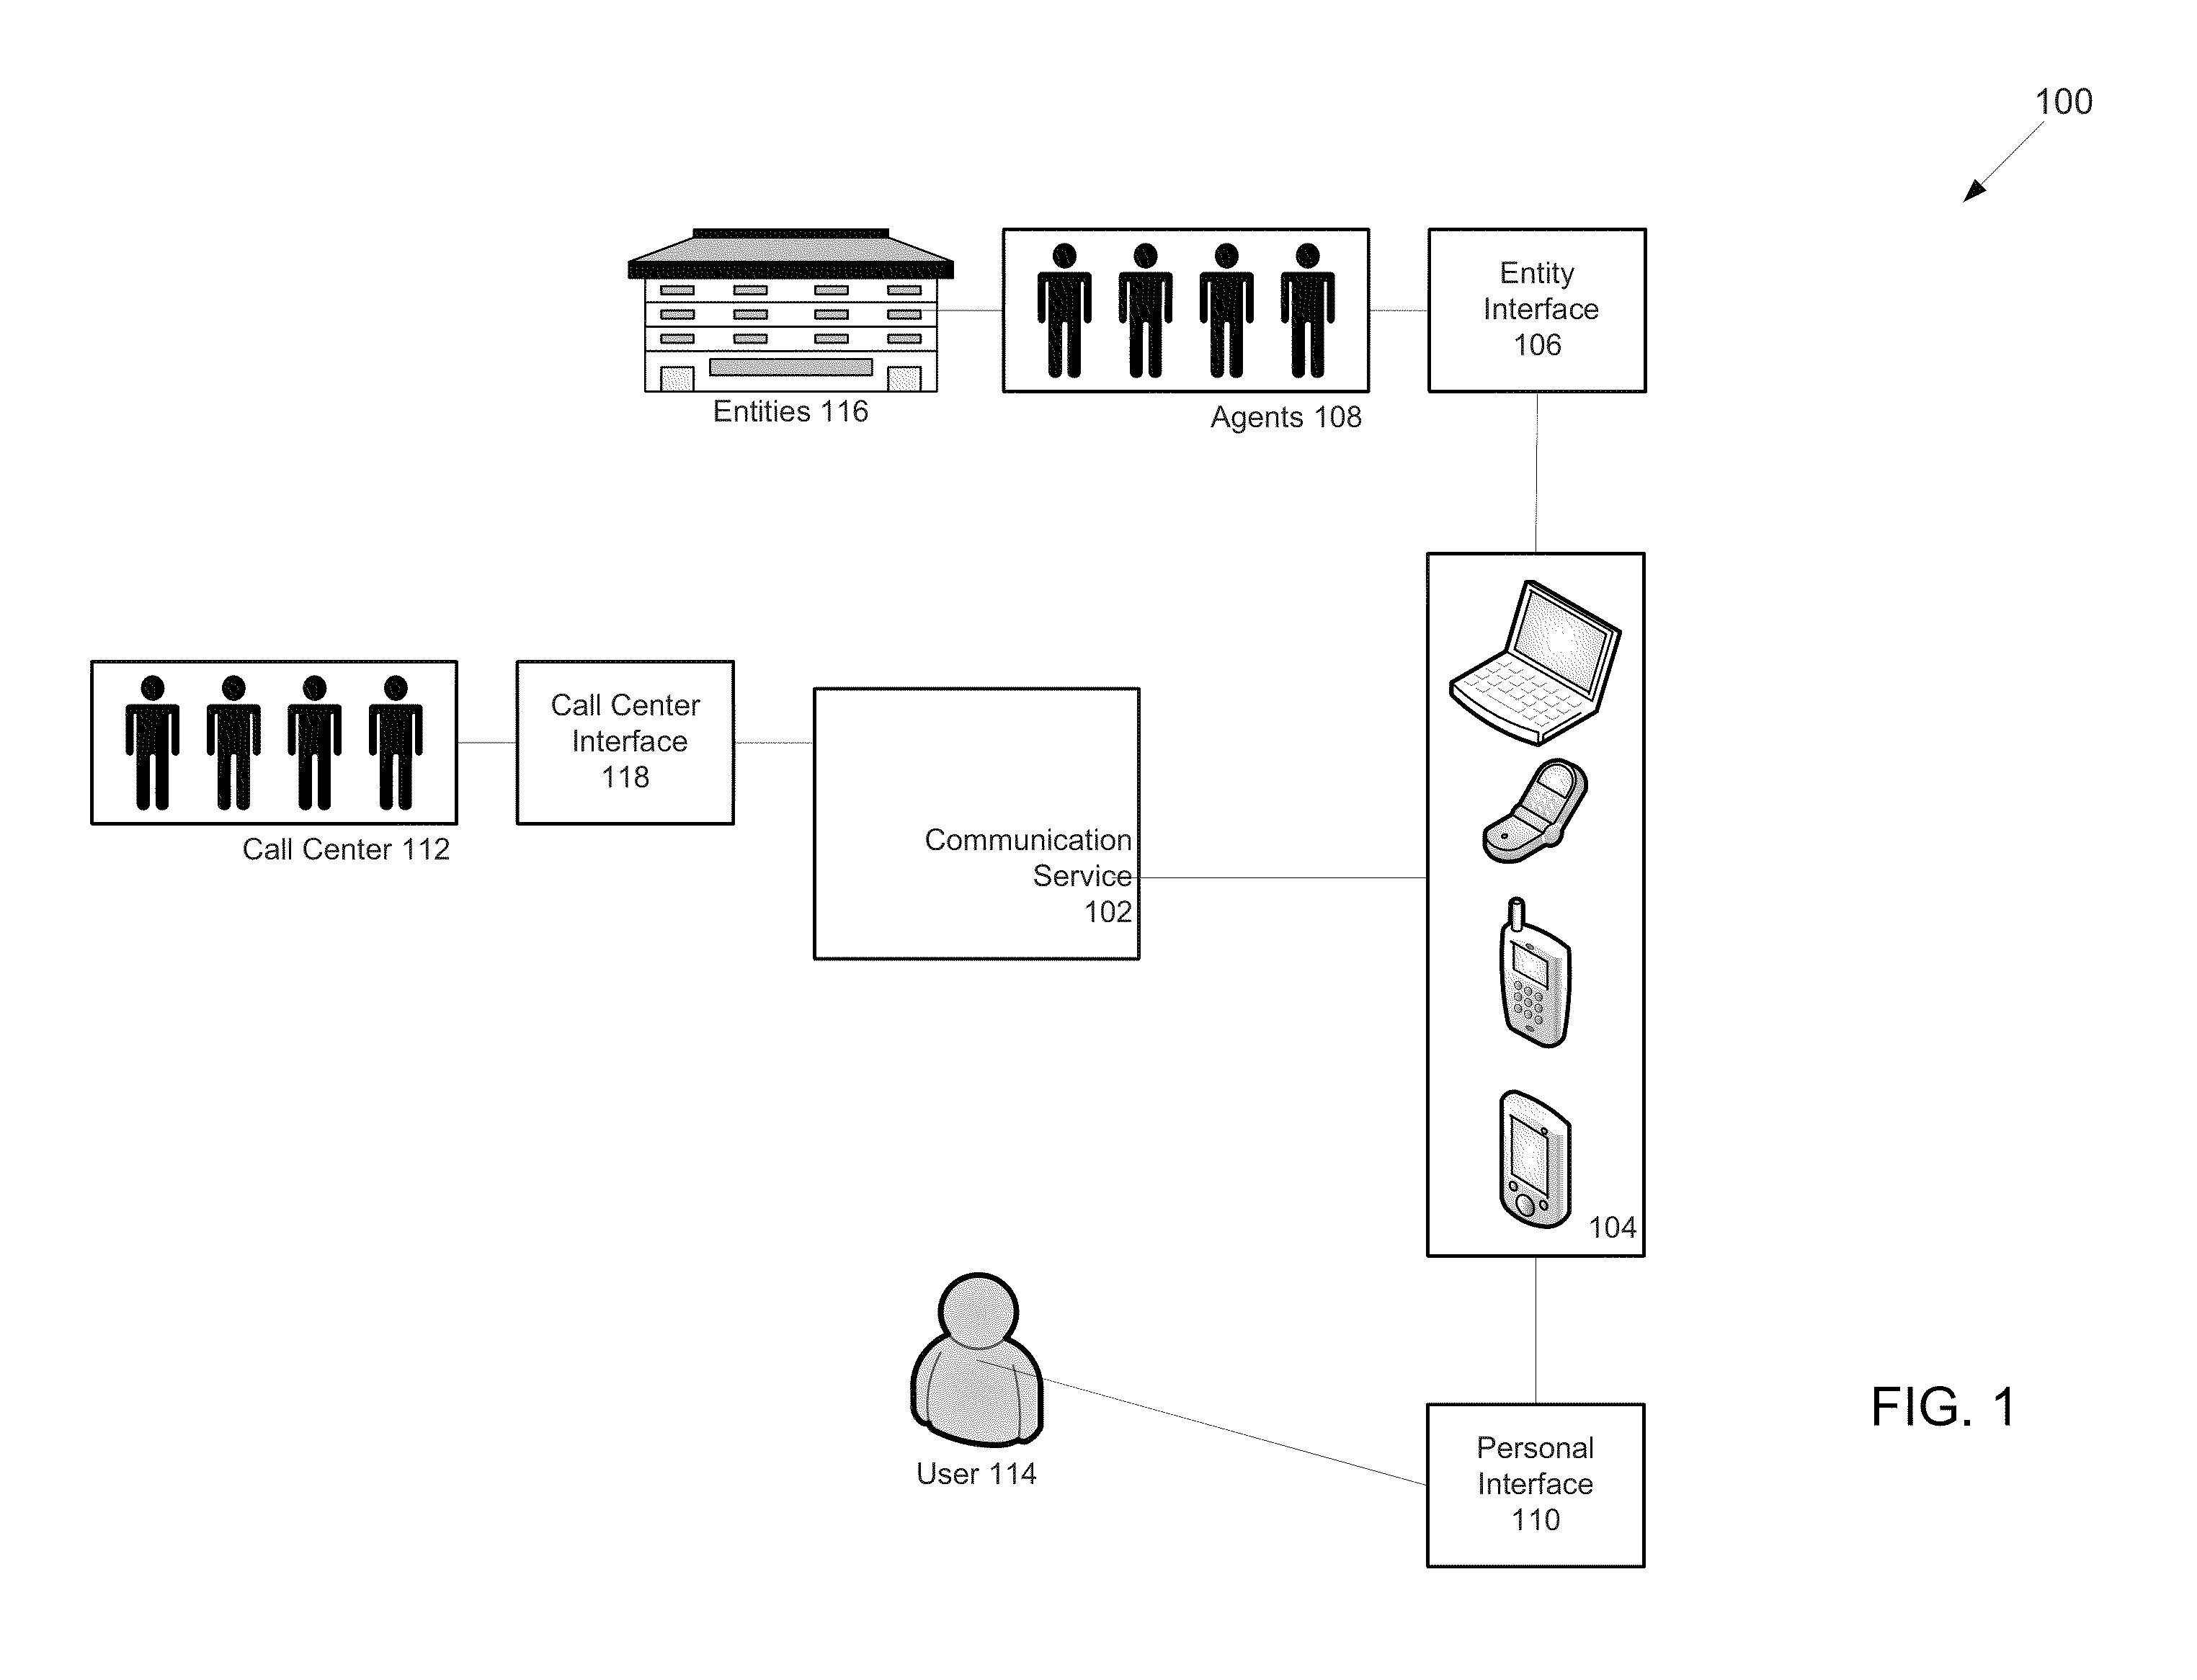 100
Entity
Interface
106
Entities 116
Agents 108
Call Center
Interface
118
Call Center 112
Communication
Service
102
104
User 114
Personal
Interface
110
FIG. 1